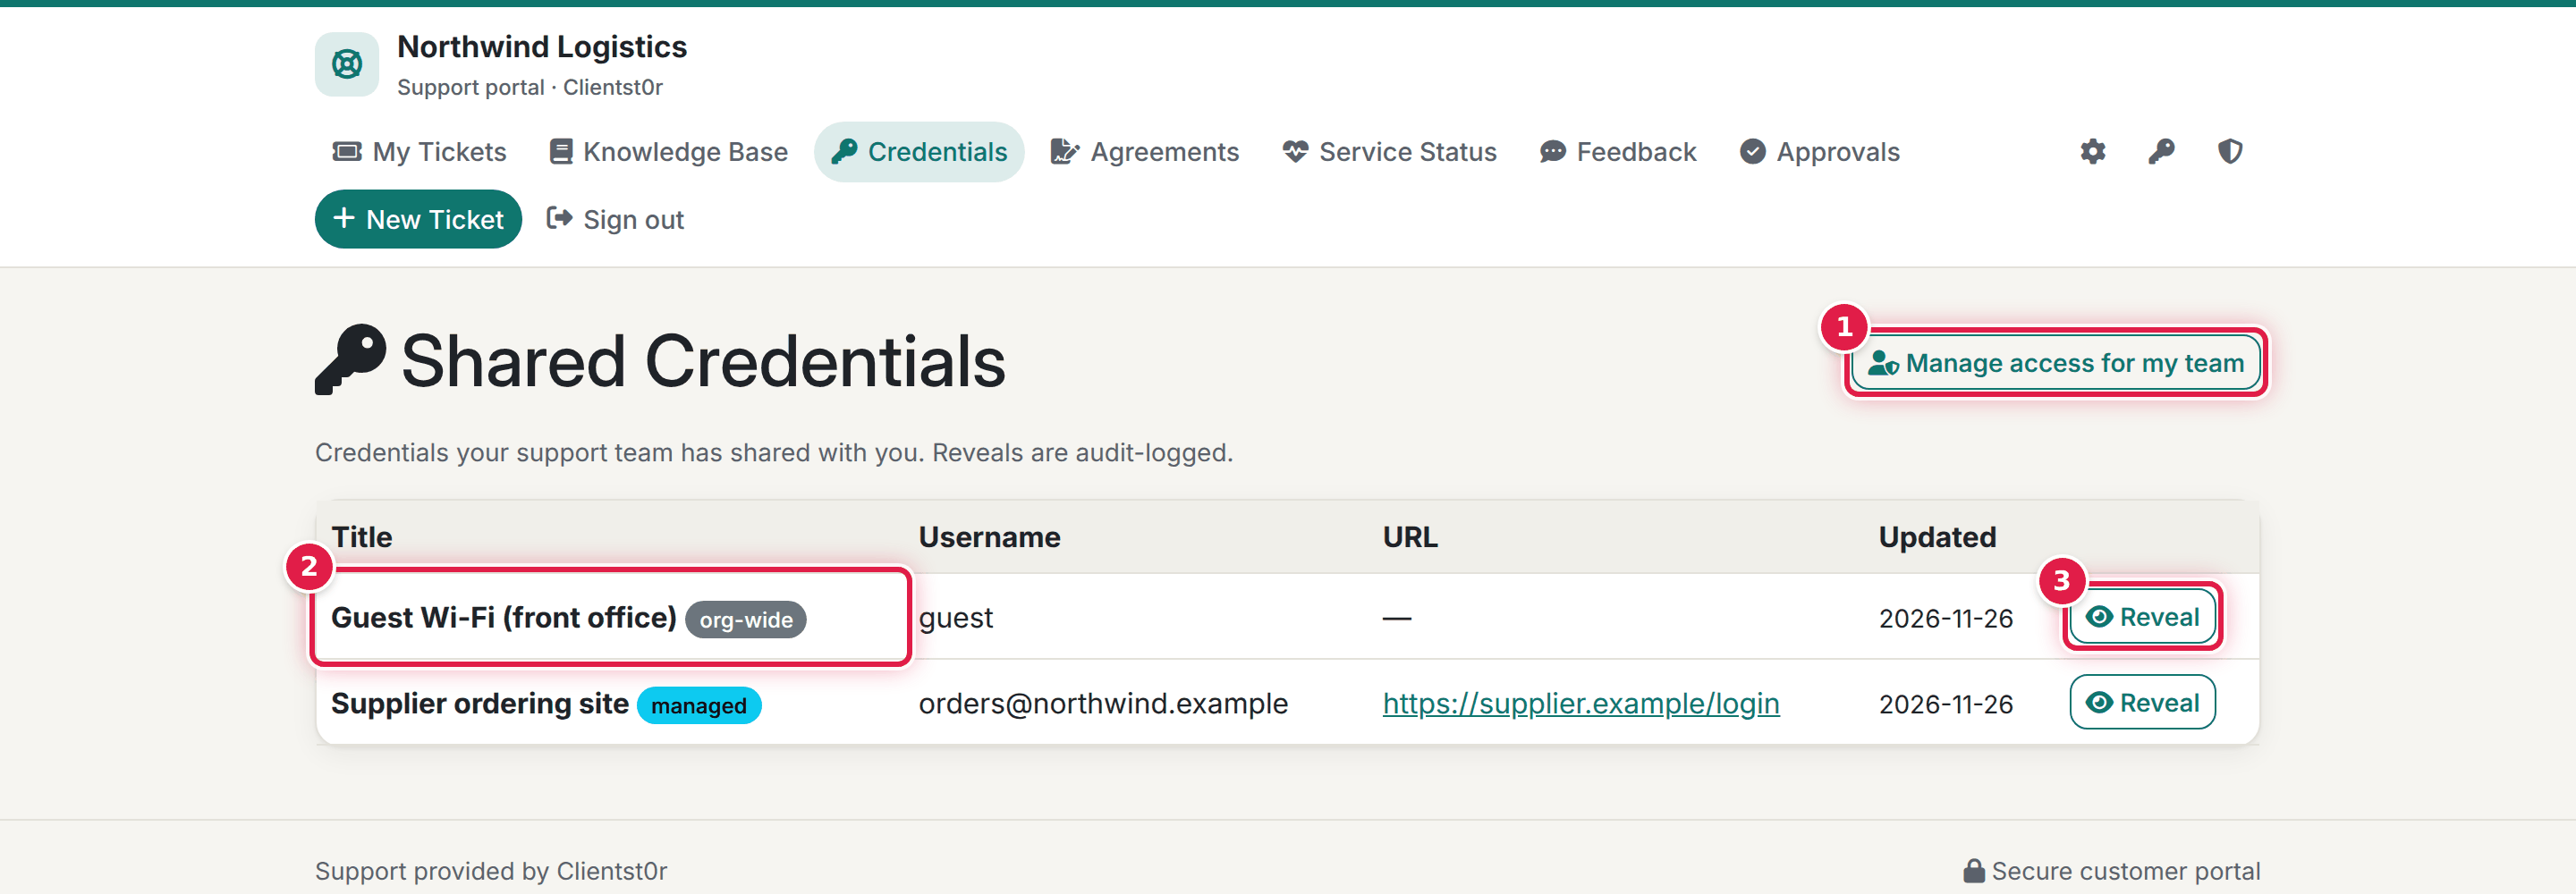 Northwind Logistics
Support portal · Clientst0r
My Tickets Knowledge Base Credentials Agreements Service Status Feedback Approvals
+ New Ticket Sign out
1
Shared Credentials Manage access for my team
Credentials your support team has shared with you. Reveals are audit-logged.
Title Username URL Updated
2 3
Guest Wi-Fi (front office) org-wide guest — 2026-11-26 Reveal
Supplier ordering site managed orders@northwind.example https://supplier.example/login 2026-11-26 Reveal
Support provided by Clientst0r Secure customer portal